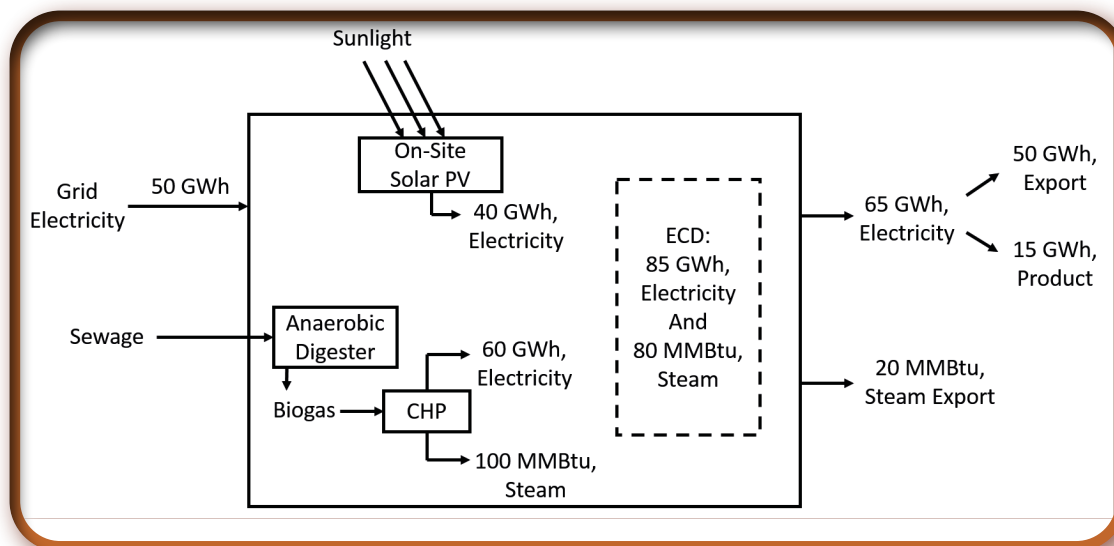 Sunlight
On-Site
Solar PV
40 GWh,
Electricity
Grid
Electricity
50 GWh
Sewage
Anaerobic
Digester
Biogas
CHP
60 GWh,
Electricity
100 MMBtu,
Steam
ECD:
85 GWh,
Electricity
And
80 MMBtu,
Steam
65 GWh,
Electricity
50 GWh,
Export
15 GWh,
Product
20 MMBtu,
Steam Export